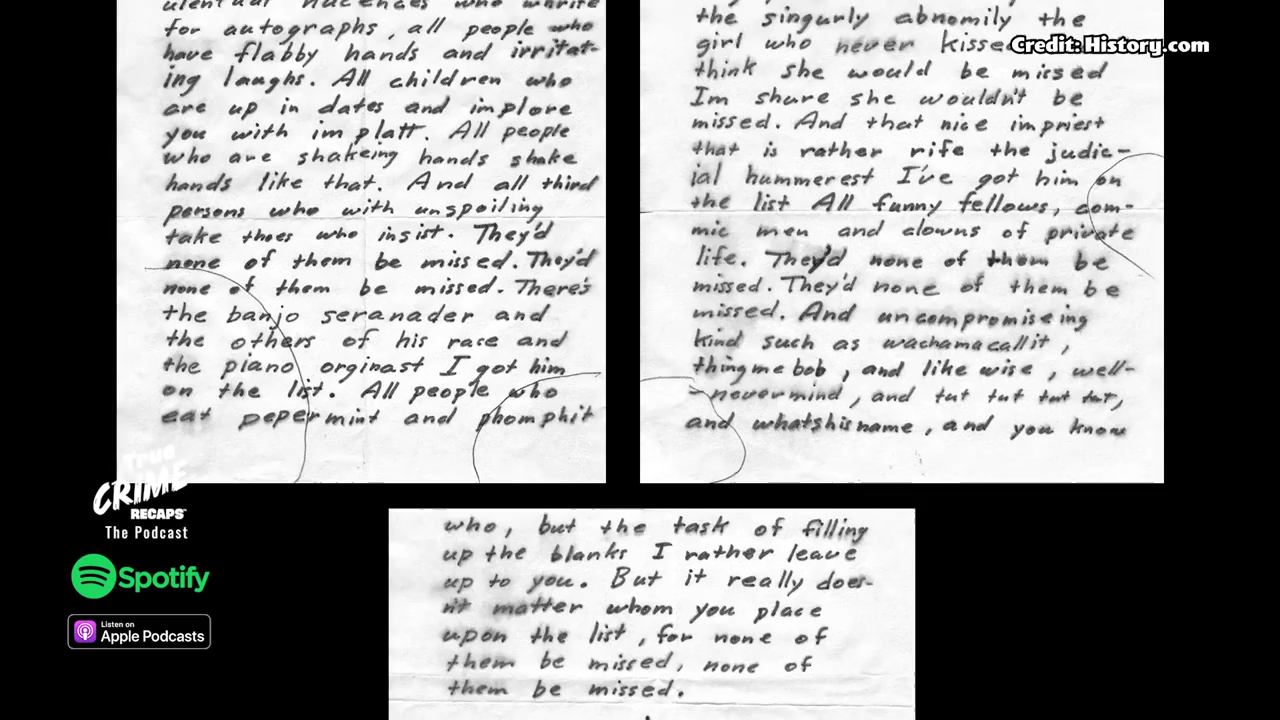 for autographs, all people who
have flabby hands and irritat-
ing laughs. All children who
are up in dates and implore
you with im platt. All people
who are shakeing hands shake
hands like that. And all third
persons who with unspoiling
take thoes who insist. They'd
none of them be missed. They'd
none of them be missed. There's
the banjo seranader and
the others of his race and
the piano orginast I got him
on the list. All people who
eat pepermint and phomphit
the singurly abnomily the
girl who never kissed
Credit: History.com
think she would be missed
Im shure she wouldn't be
missed. And that nice impriest
that is rather rife the judic-
ial hummerest I've got him on
the list All funny fellows, com-
mic men and clowns of private
life. They'd none of them be
missed. They'd none of them be
missed. And uncompromiseing
kind such as wachamacallit,
thingmebob, and like wise, well-
-nevermind, and tut tut tut tut,
and whatshisname, and you know
who, but the task of filling
up the blanks I rather leave
up to you. But it really does-
n't matter whom you place
upon the list, for none of
them be missed, none of
them be missed.
True
CRIME
RECAPS
The Podcast
Spotify
Listen on
Apple Podcasts